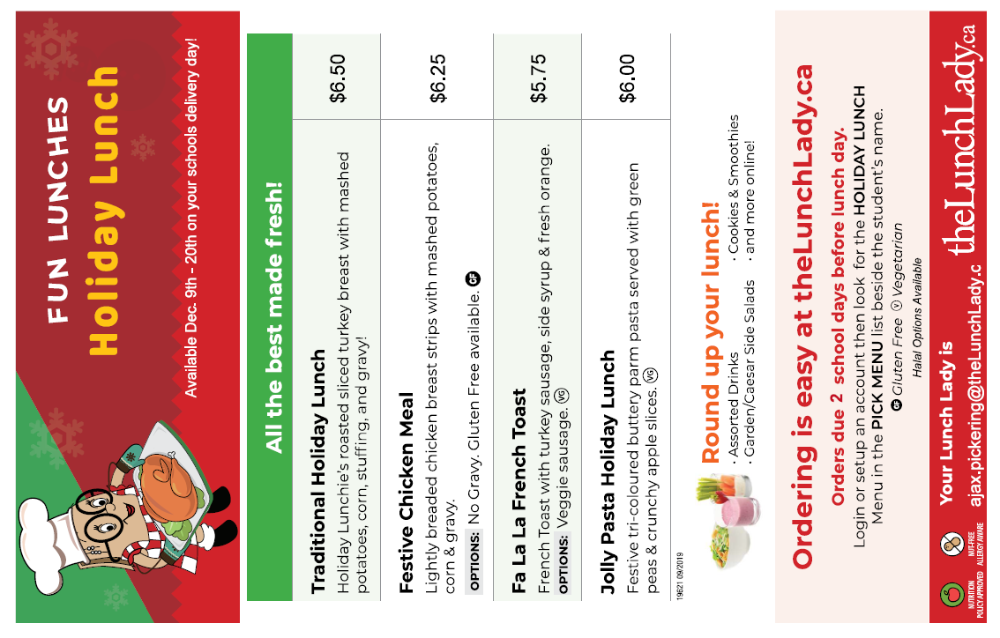 FUN LUNCHES
Holiday Lunch
Available Dec. 9th - 20th on your schools delivery day!
All the best made fresh!
Traditional Holiday Lunch
Holiday Lunchie's roasted sliced turkey breast with mashed
potatoes, corn, stuffing, and gravy!
$6.50
Festive Chicken Meal
Lightly breaded chicken breast strips with mashed potatoes,
corn & gravy.
OPTIONS: No Gravy. Gluten Free available. GF
$6.25
Fa La La French Toast
French Toast with turkey sausage, side syrup & fresh orange.
OPTIONS: Veggie sausage. VG
$5.75
Jolly Pasta Holiday Lunch
Festive tri-coloured buttery parm pasta served with green
peas & crunchy apple slices. VG
$6.00
19621 09/2019
Round up your lunch!
· Assorted Drinks
· Garden/Caesar Side Salads
· Cookies & Smoothies
· and more online!
Ordering is easy at theLunchLady.ca
Orders due 2 school days before lunch day.
Login or setup an account then look for the HOLIDAY LUNCH
Menu in the PICK MENU list beside the student's name.
GF Gluten Free V Vegetarian
Halal Options Available
NUTRITION
POLICY APPROVED
NUT-FREE
ALLERGY AWARE
Your Lunch Lady is
ajax.pickering@theLunchLady.c
theLunchLady.ca